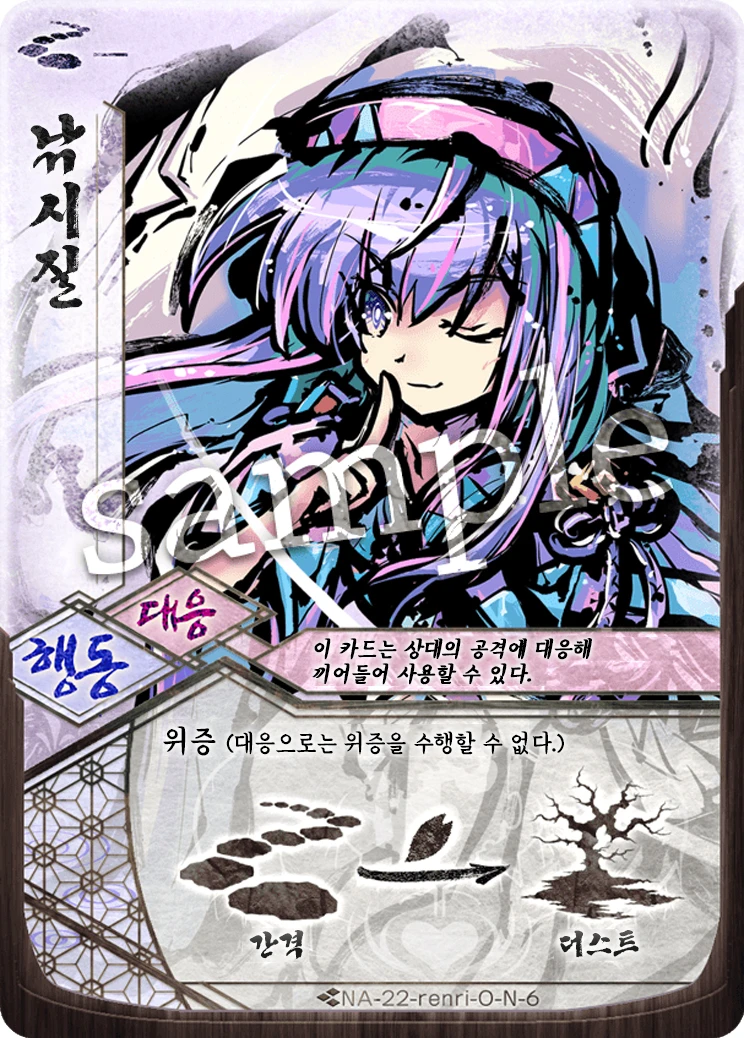 낚시질
sample
대응
행동
이 카드는 상대의 공격에 대응해
끼어들어 사용할 수 있다.
위증 (대응으로는 위증을 수행할 수 없다.)
간격
더스트
NA-22-renri-O-N-6